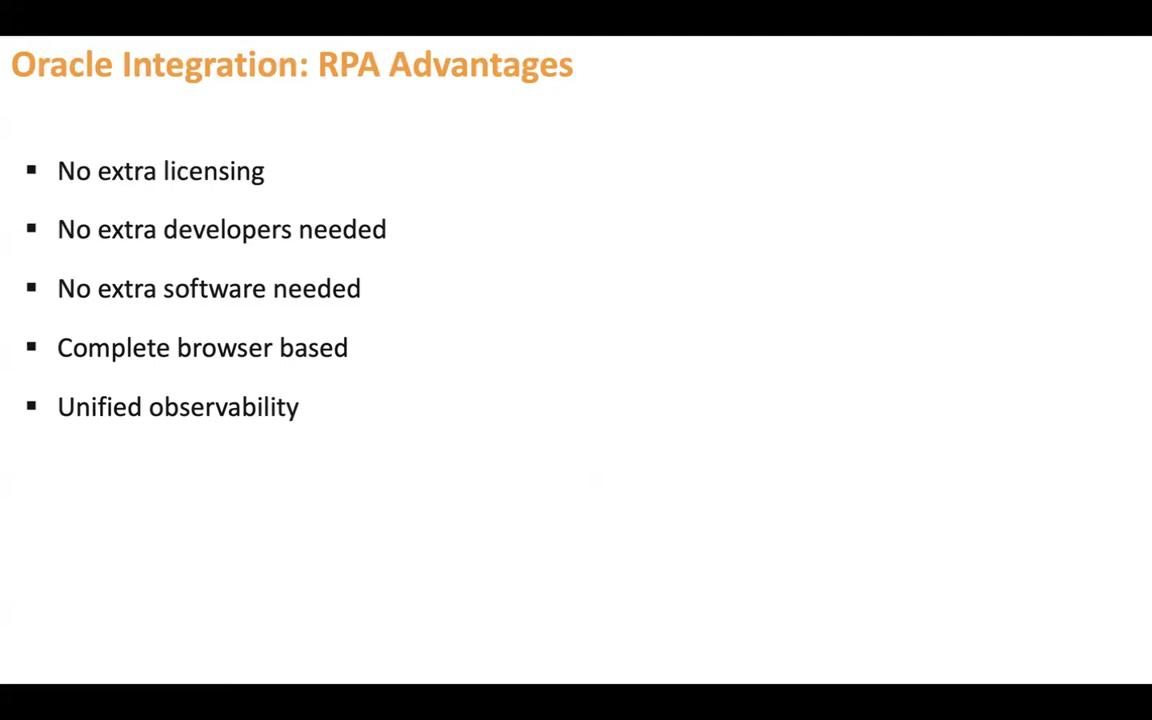 Oracle Integration: RPA Advantages
▪ No extra licensing
▪ No extra developers needed
▪ No extra software needed
▪ Complete browser based
▪ Unified observability